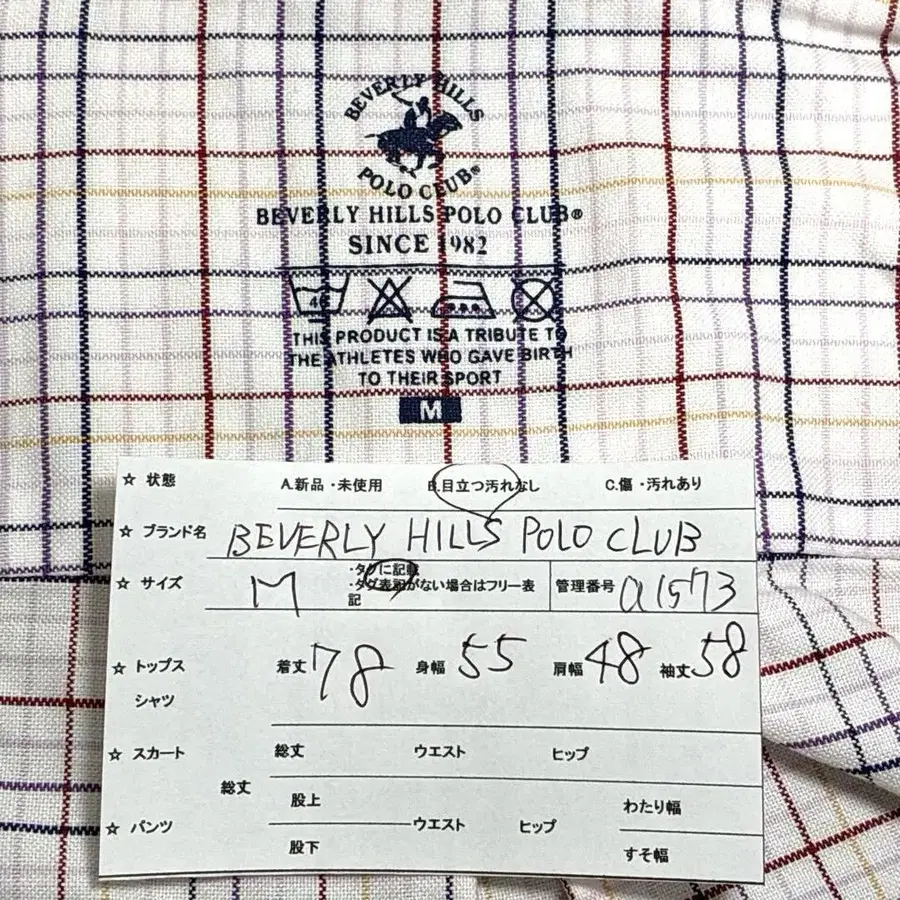 BEVERLY HILLS
POLO CLUB®
BEVERLY HILLS POLO CLUB®
SINCE 1982
40
THIS PRODUCT IS A TRIBUTE TO
THE ATHLETES WHO GAVE BIRTH
TO THEIR SPORT
M
☆ 状態 A.新品・未使用 B.目立つ汚れなし C.傷・汚れあり
☆ ブランド名 BEVERLY HILLS POLO CLUB
☆ サイズ M ・タグに記載
・タグ表記がない場合はフリー表
記
管理番号 a1573
☆ トップス 着丈 78 身幅 55 肩幅 48 袖丈 58
シャツ
☆ スカート 総丈 ウエスト ヒップ
総丈
股上 わたり幅
☆ パンツ ウエスト ヒップ
股下 すそ幅